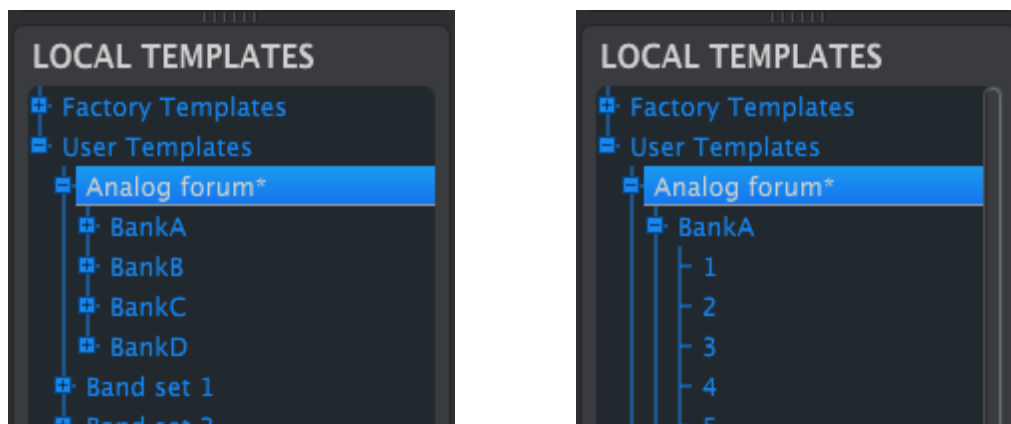 LOCAL TEMPLATES
Factory Templates
User Templates
Analog forum*
BankA
BankB
BankC
BankD
Band set 1
LOCAL TEMPLATES
Factory Templates
User Templates
Analog forum*
BankA
1
2
3
4